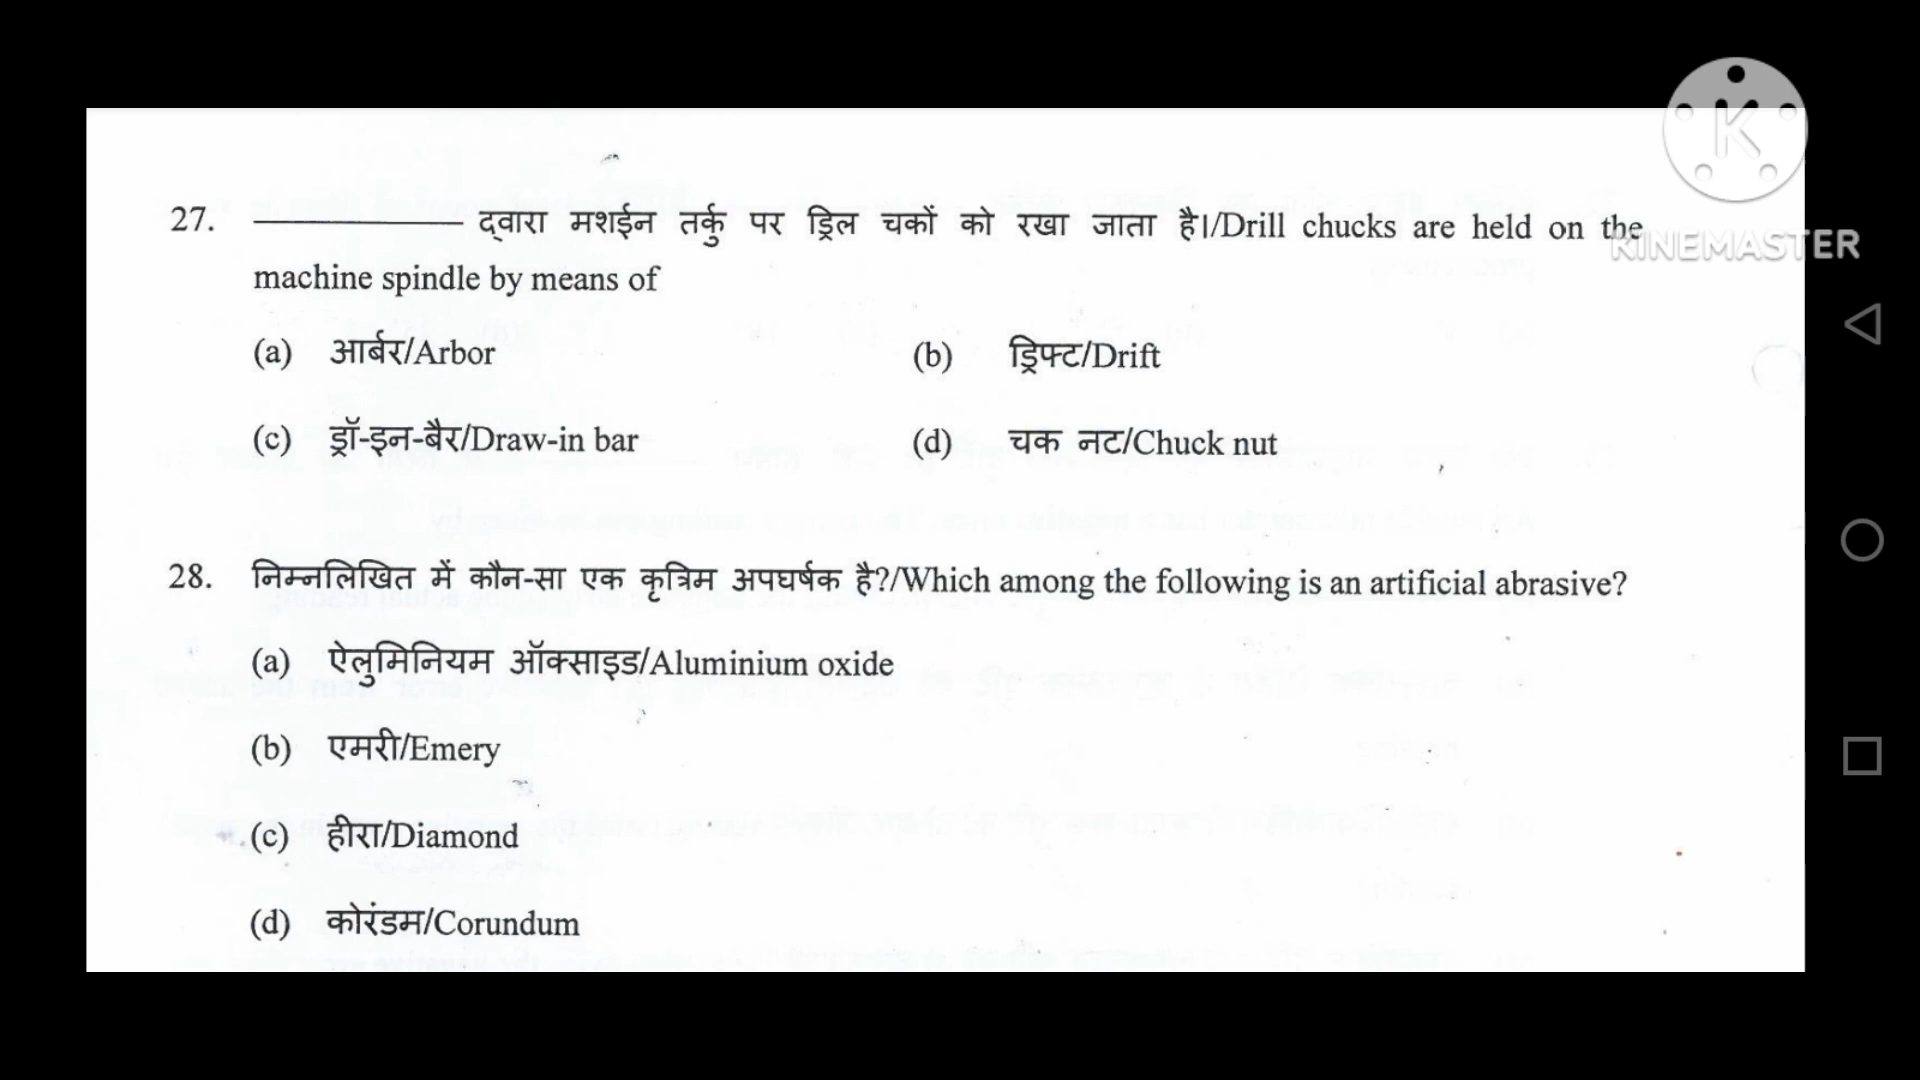 27. ________ द्वारा मशईन तर्कु पर ड्रिल चकों को रखा जाता है।/Drill chucks are held on the
machine spindle by means of
(a) आर्बर/Arbor (b) ड्रिफ्ट/Drift
(c) ड्रॉ-इन-बैर/Draw-in bar (d) चक नट/Chuck nut
28. निम्नलिखित में कौन-सा एक कृत्रिम अपघर्षक है?/Which among the following is an artificial abrasive?
(a) ऐलुमिनियम ऑक्साइड/Aluminium oxide
(b) एमरी/Emery
(c) हीरा/Diamond
(d) कोरंडम/Corundum
K
KINEMASTER